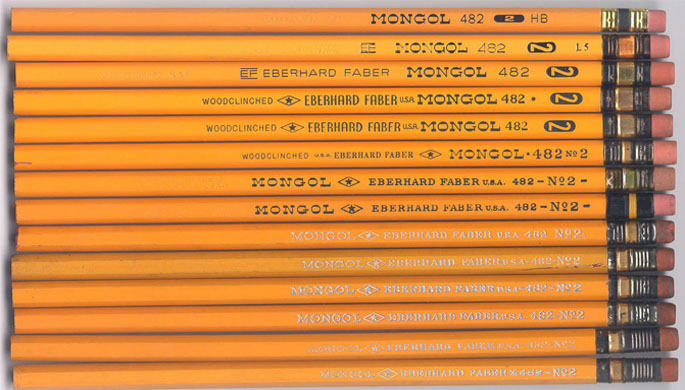 MONGOL 482 2 HB
EF MONGOL 482 2 1.5
EF EBERHARD FABER MONGOL 482 2
WOODCLINCHED EBERHARD FABER U.S.A. MONGOL 482 • 2
WOODCLINCHED EBERHARD FABER U.S.A. MONGOL 482 2
WOODCLINCHED U.S.A. EBERHARD FABER MONGOL • 482 No 2
MONGOL EBERHARD FABER U.S.A. 482 – No 2 –
MONGOL EBERHARD FABER U.S.A. 482 – No 2 –
MONGOL EBERHARD FABER U.S.A. 482 No 2
MONGOL EBERHARD FABER U.S.A. 482 – No 2
MONGOL EBERHARD FABER U.S.A. 482 – No 2
MONGOL EBERHARD FABER U.S.A. 482 – No 2
MONGOL EBERHARD FABER 482 – No 2
MONGOL EBERHARD FABER 482 – No 2